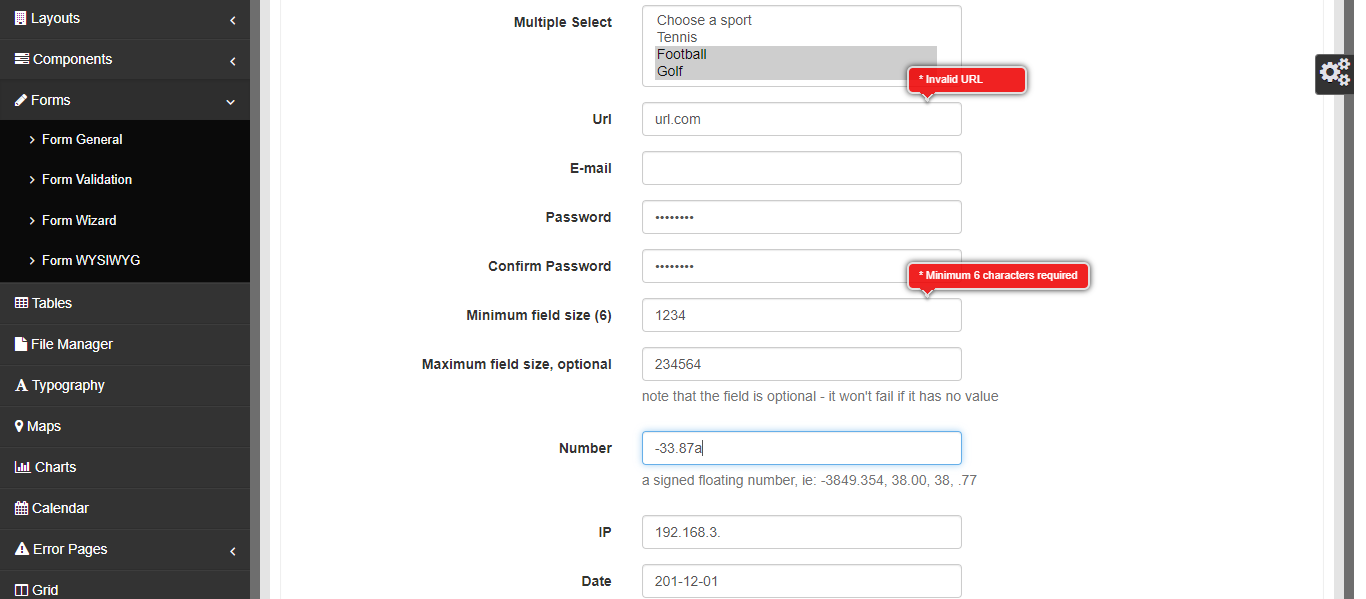 Layouts
Components
Forms
Form General
Form Validation
Form Wizard
Form WYSIWYG
Tables
File Manager
Typography
Maps
Charts
Calendar
Error Pages
Grid
Multiple Select
Choose a sport
Tennis
Football
Golf
* Invalid URL
Url
url.com
E-mail
Password
••••••••
Confirm Password
••••••••
* Minimum 6 characters required
Minimum field size (6)
1234
Maximum field size, optional
234564
note that the field is optional - it won't fail if it has no value
Number
-33.87a
a signed floating number, ie: -3849.354, 38.00, 38, .77
IP
192.168.3.
Date
201-12-01